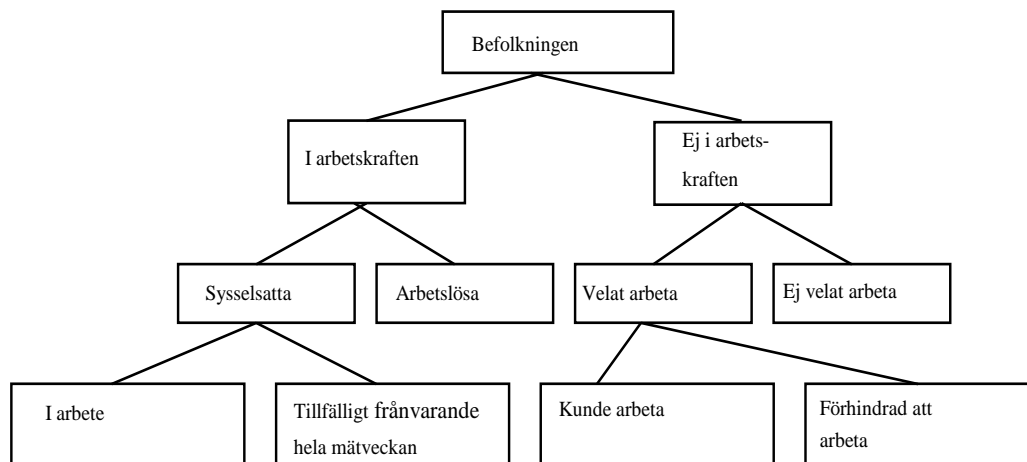 Befolkningen
I arbetskraften
Ej i arbets-
kraften
Sysselsatta
Arbetslösa
Velat arbeta
Ej velat arbeta
I arbete
Tillfälligt frånvarande
hela mätveckan
Kunde arbeta
Förhindrad att
arbeta